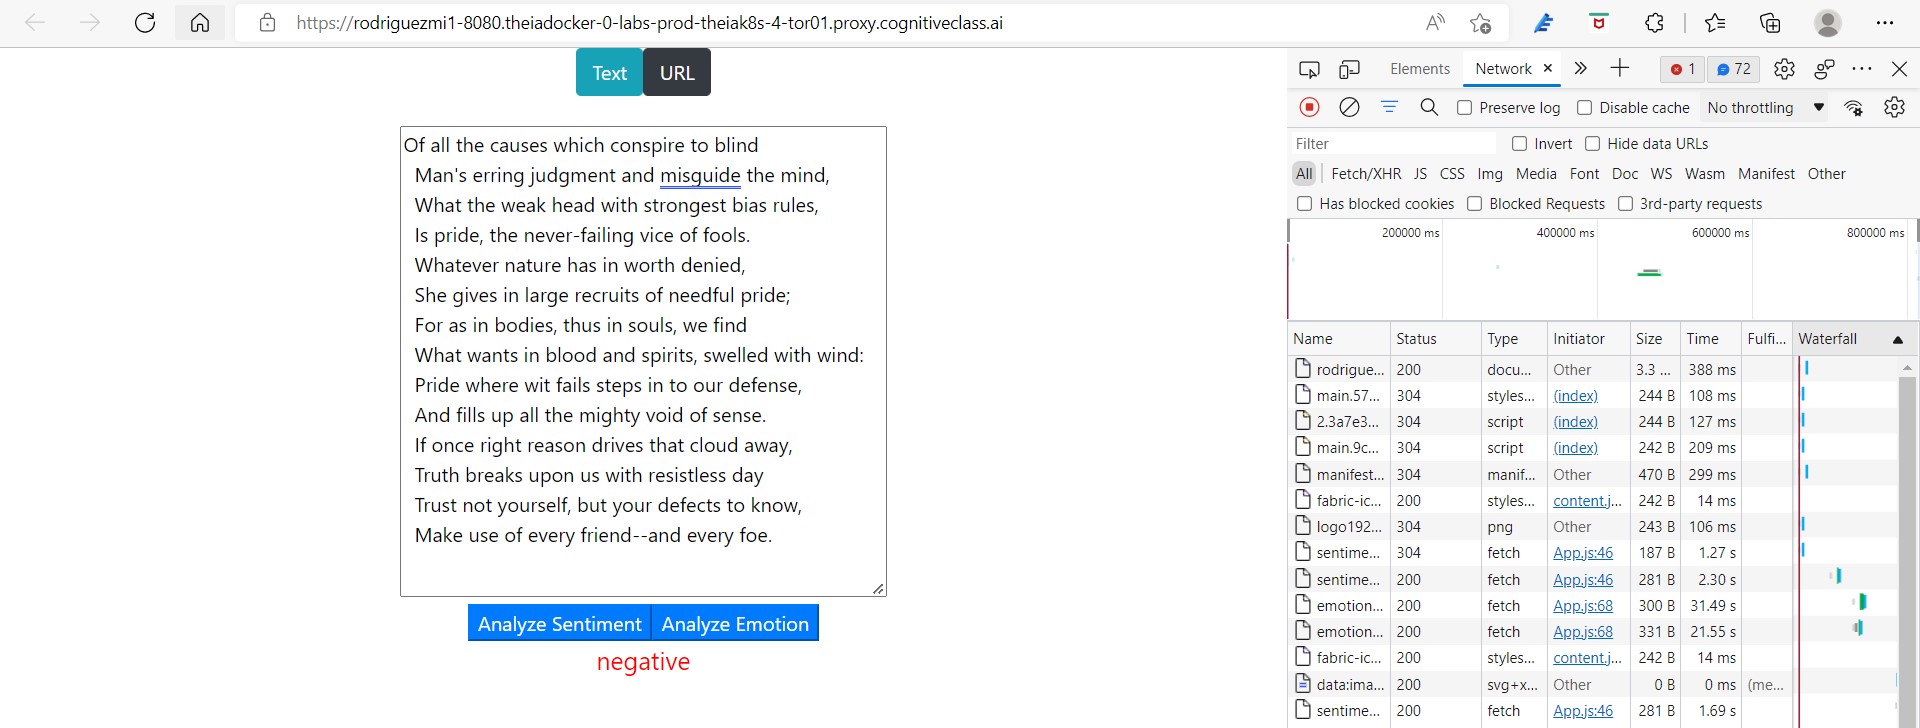 https://rodriguezmi1-8080.theiadocker-0-labs-prod-theiak8s-4-tor01.proxy.cognitiveclass.ai
Text URL
Of all the causes which conspire to blind
Man's erring judgment and misguide the mind,
What the weak head with strongest bias rules,
Is pride, the never-failing vice of fools.
Whatever nature has in worth denied,
She gives in large recruits of needful pride;
For as in bodies, thus in souls, we find
What wants in blood and spirits, swelled with wind:
Pride where wit fails steps in to our defense,
And fills up all the mighty void of sense.
If once right reason drives that cloud away,
Truth breaks upon us with resistless day
Trust not yourself, but your defects to know,
Make use of every friend--and every foe.
Analyze Sentiment Analyze Emotion
negative
Elements Network 1 72
Preserve log Disable cache No throttling
Filter Invert Hide data URLs
All Fetch/XHR JS CSS Img Media Font Doc WS Wasm Manifest Other
Has blocked cookies Blocked Requests 3rd-party requests
200000 ms 400000 ms 600000 ms 800000 ms
Name Status Type Initiator Size Time Fulfi... Waterfall
rodrigue... 200 docu... Other 3.3 ... 388 ms
main.57... 304 styles... (index) 244 B 108 ms
2.3a7e3... 304 script (index) 244 B 127 ms
main.9c... 304 script (index) 242 B 209 ms
manifest... 304 manif... Other 470 B 299 ms
fabric-ic... 200 styles... content.j... 242 B 14 ms
logo192... 304 png Other 243 B 106 ms
sentime... 304 fetch App.js:46 187 B 1.27 s
sentime... 200 fetch App.js:46 281 B 2.30 s
emotion... 200 fetch App.js:68 300 B 31.49 s
emotion... 200 fetch App.js:68 331 B 21.55 s
fabric-ic... 200 styles... content.j... 242 B 14 ms
data:ima... 200 svg+x... Other 0 B 0 ms (me...
sentime... 200 fetch App.js:46 281 B 1.69 s